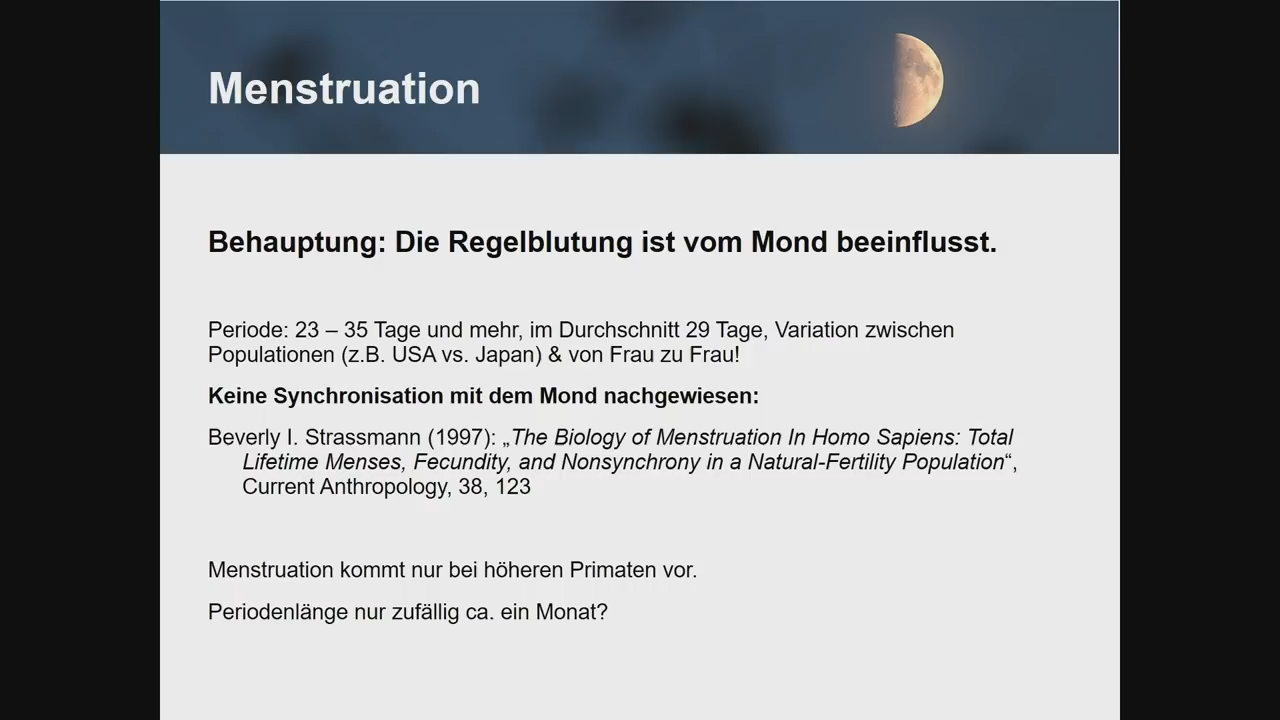 Menstruation
Behauptung: Die Regelblutung ist vom Mond beeinflusst.
Periode: 23 – 35 Tage und mehr, im Durchschnitt 29 Tage, Variation zwischen
Populationen (z.B. USA vs. Japan) & von Frau zu Frau!
Keine Synchronisation mit dem Mond nachgewiesen:
Beverly I. Strassmann (1997): „The Biology of Menstruation In Homo Sapiens: Total
Lifetime Menses, Fecundity, and Nonsynchrony in a Natural-Fertility Population“,
Current Anthropology, 38, 123
Menstruation kommt nur bei höheren Primaten vor.
Periodenlänge nur zufällig ca. ein Monat?